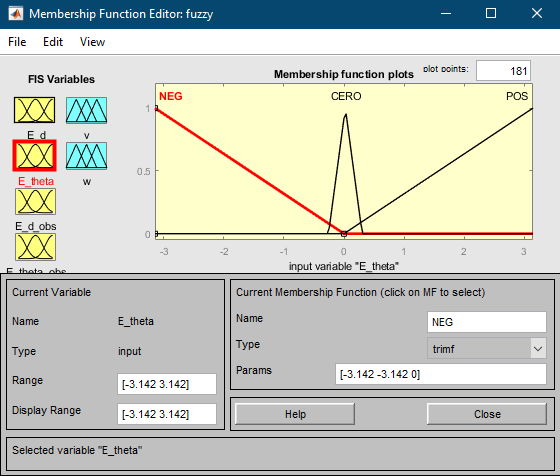 Membership Function Editor: fuzzy
File Edit View
FIS Variables
Membership function plots
plot points: 181
E_d v
E_theta w
E_d_obs
E_theta_obs
NEG CERO POS
1
0.5
0
-3 -2 -1 0 1 2 3
input variable "E_theta"
Current Variable
Name E_theta
Type input
Range [-3.142 3.142]
Display Range [-3.142 3.142]
Current Membership Function (click on MF to select)
Name NEG
Type trimf
Params [-3.142 -3.142 0]
Help Close
Selected variable "E_theta"